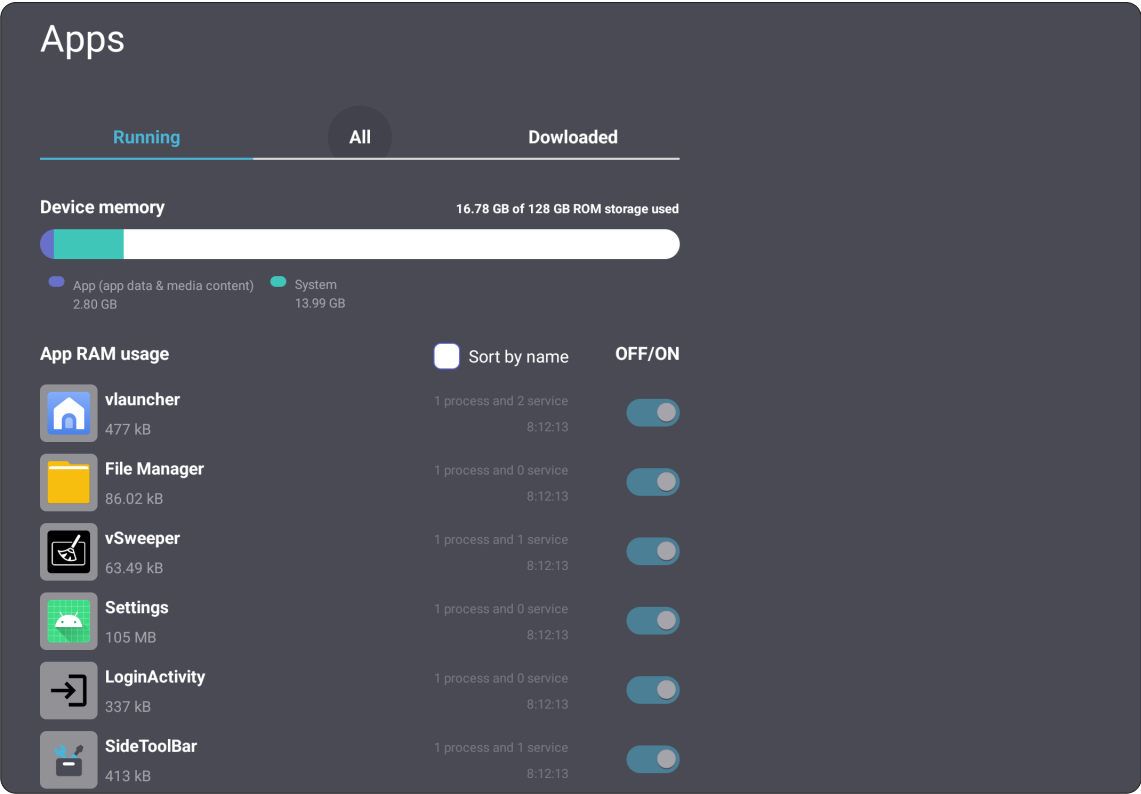 Apps
Running
All
Dowloaded
Device memory
16.78 GB of 128 GB ROM storage used
App (app data & media content)
2.80 GB
System
13.99 GB
App RAM usage
Sort by name
OFF/ON
vlauncher
1 process and 2 service
477 kB
8:12:13
File Manager
1 process and 0 service
86.02 kB
8:12:13
vSweeper
1 process and 1 service
63.49 kB
8:12:13
Settings
1 process and 0 service
105 MB
8:12:13
LoginActivity
1 process and 0 service
337 kB
8:12:13
SideToolBar
1 process and 1 service
413 kB
8:12:13